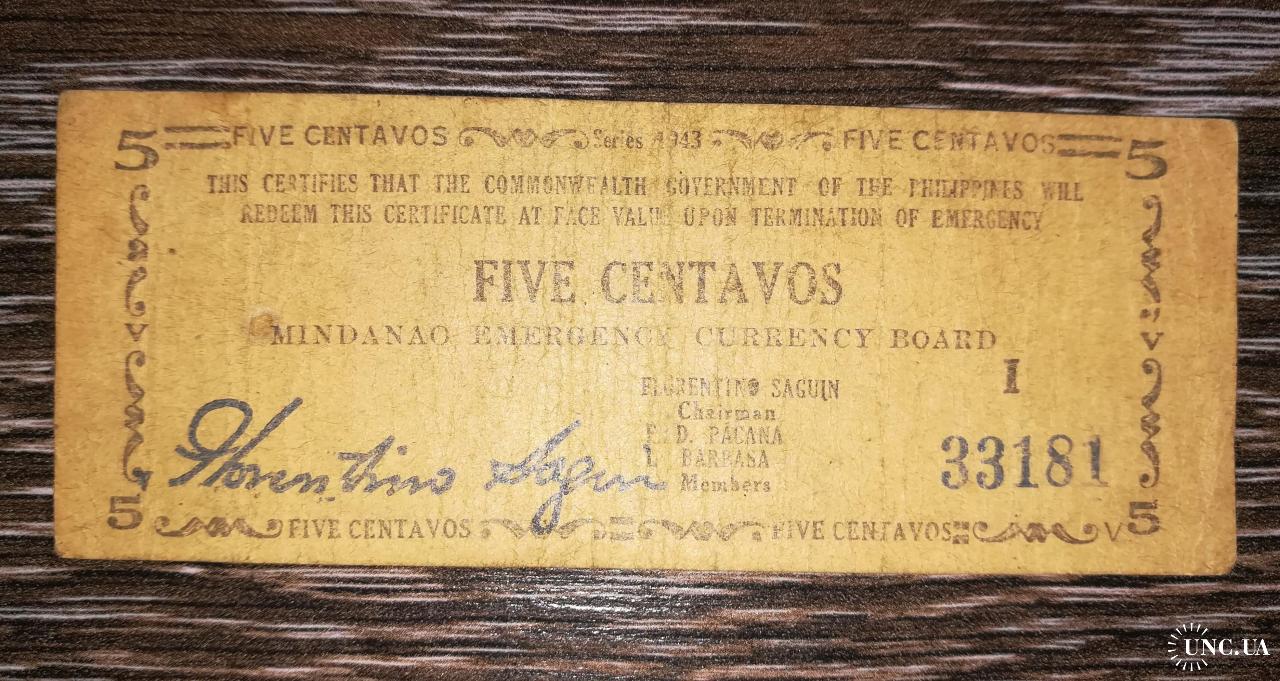 5 FIVE CENTAVOS Series 1943 FIVE CENTAVOS 5
THIS CERTIFIES THAT THE COMMONWEALTH GOVERNMENT OF THE PHILIPPINES WILL
REDEEM THIS CERTIFICATE AT FACE VALUE UPON TERMINATION OF EMERGENCY
FIVE CENTAVOS
MINDANAO EMERGENCY CURRENCY BOARD
I
FLORENTINO SAGUIN
Chairman
F. D. PACANA
L BARBASA
Members
33181
Florentino Saguin
5 FIVE CENTAVOS FIVE CENTAVOS 5
UNC.UA